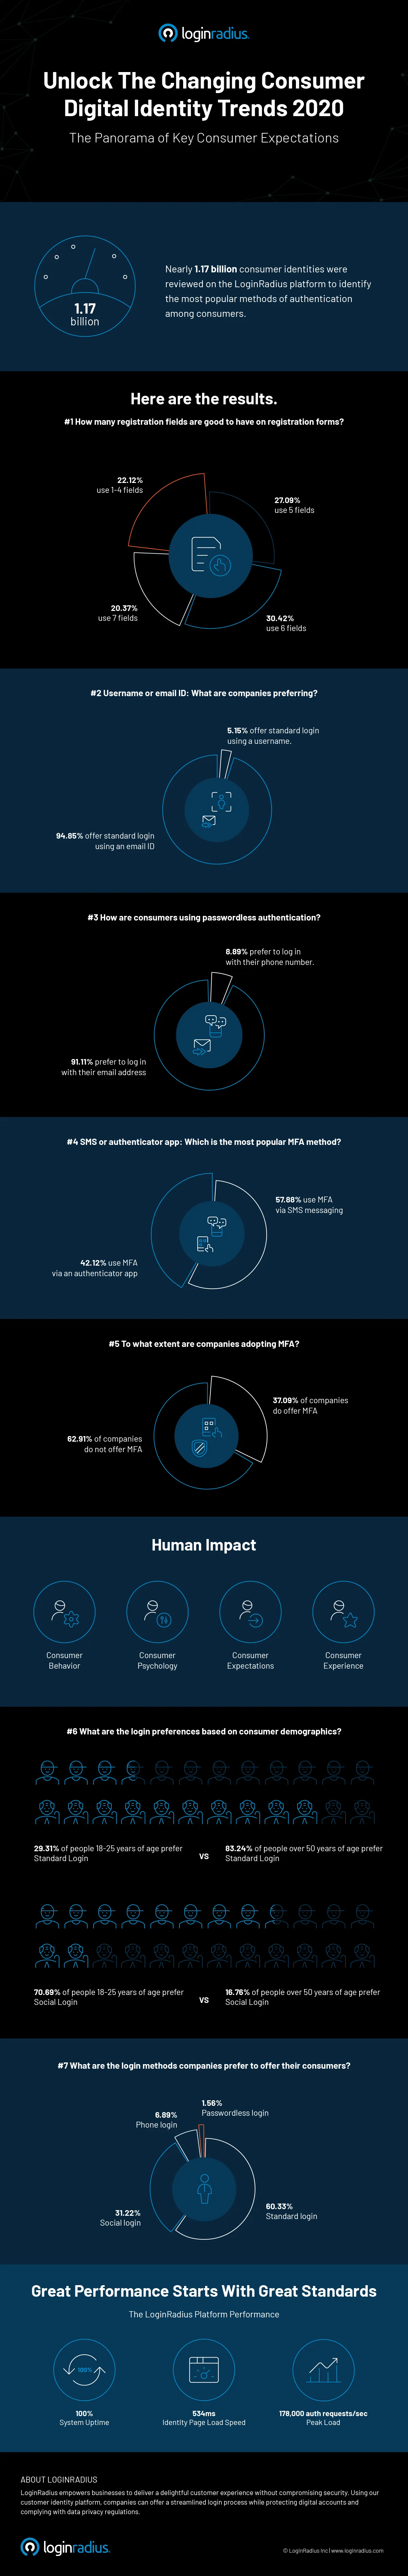 loginradius.
Unlock The Changing Consumer
Digital Identity Trends 2020
The Panorama of Key Consumer Expectations
1.17
billion
Nearly 1.17 billion consumer identities were
reviewed on the LoginRadius platform to identify
the most popular methods of authentication
among consumers.
Here are the results.
#1 How many registration fields are good to have on registration forms?
22.12%
use 1-4 fields
27.09%
use 5 fields
20.37%
use 7 fields
30.42%
use 6 fields
#2 Username or email ID: What are companies preferring?
5.15% offer standard login
using a username.
94.85% offer standard login
using an email ID
#3 How are consumers using passwordless authentication?
8.89% prefer to log in
with their phone number.
91.11% prefer to log in
with their email address
#4 SMS or authenticator app: Which is the most popular MFA method?
57.88% use MFA
via SMS messaging
42.12% use MFA
via an authenticator app
#5 To what extent are companies adopting MFA?
37.09% of companies
do offer MFA
62.91% of companies
do not offer MFA
Human Impact
Consumer
Behavior
Consumer
Psychology
Consumer
Expectations
Consumer
Experience
#6 What are the login preferences based on consumer demographics?
29.31% of people 18-25 years of age prefer
Standard Login
VS
83.24% of people over 50 years of age prefer
Standard Login
70.69% of people 18-25 years of age prefer
Social Login
VS
16.76% of people over 50 years of age prefer
Social Login
#7 What are the login methods companies prefer to offer their consumers?
1.56%
Passwordless login
6.89%
Phone login
31.22%
Social login
60.33%
Standard login
Great Performance Starts With Great Standards
The LoginRadius Platform Performance
100%
100%
System Uptime
534ms
Identity Page Load Speed
178,000 auth requests/sec
Peak Load
ABOUT LOGINRADIUS
LoginRadius empowers businesses to deliver a delightful customer experience without compromising security. Using our
customer identity platform, companies can offer a streamlined login process while protecting digital accounts and
complying with data privacy regulations.
loginradius.
© LoginRadius Inc | www.loginradius.com